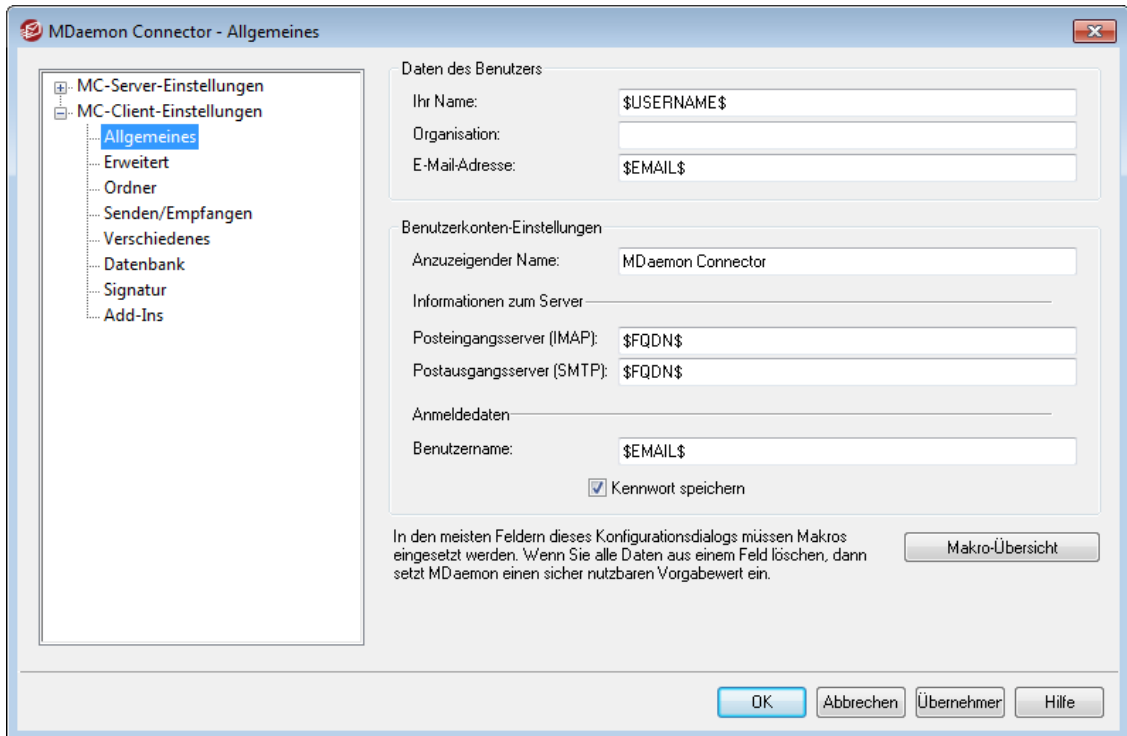 MDaemon Connector - Allgemeines
MC-Server-Einstellungen
MC-Client-Einstellungen
Allgemeines
Erweitert
Ordner
Senden/Empfangen
Verschiedenes
Datenbank
Signatur
Add-Ins
Daten des Benutzers
Ihr Name: $USERNAME$
Organisation:
E-Mail-Adresse: $EMAIL$
Benutzerkonten-Einstellungen
Anzuzeigender Name: MDaemon Connector
Informationen zum Server
Posteingangsserver (IMAP): $FQDN$
Postausgangsserver (SMTP): $FQDN$
Anmeldedaten
Benutzername: $EMAIL$
Kennwort speichern
In den meisten Feldern dieses Konfigurationsdialogs müssen Makros
eingesetzt werden. Wenn Sie alle Daten aus einem Feld löschen, dann
setzt MDaemon einen sicher nutzbaren Vorgabewert ein.
Makro-Übersicht
OK Abbrechen Übernehmer Hilfe